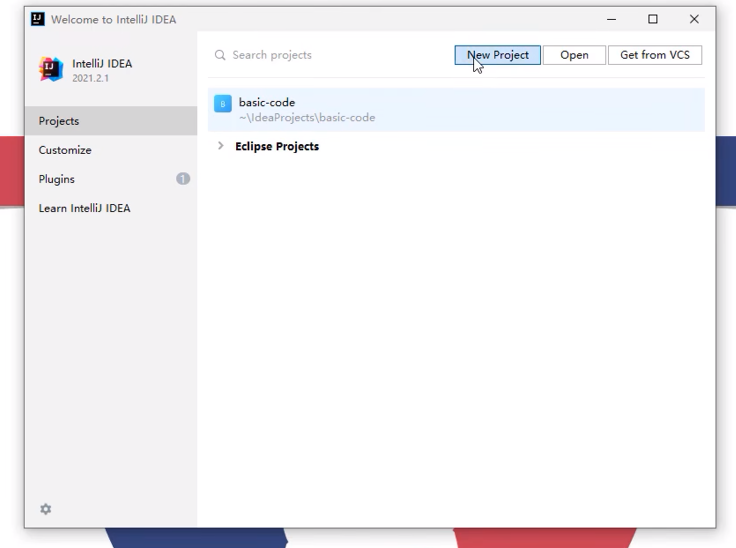 Welcome to IntelliJ IDEA
IntelliJ IDEA
2021.2.1
Search projects
New Project
Open
Get from VCS
Projects
Customize
Plugins
1
Learn IntelliJ IDEA
B
basic-code
~\IdeaProjects\basic-code
Eclipse Projects